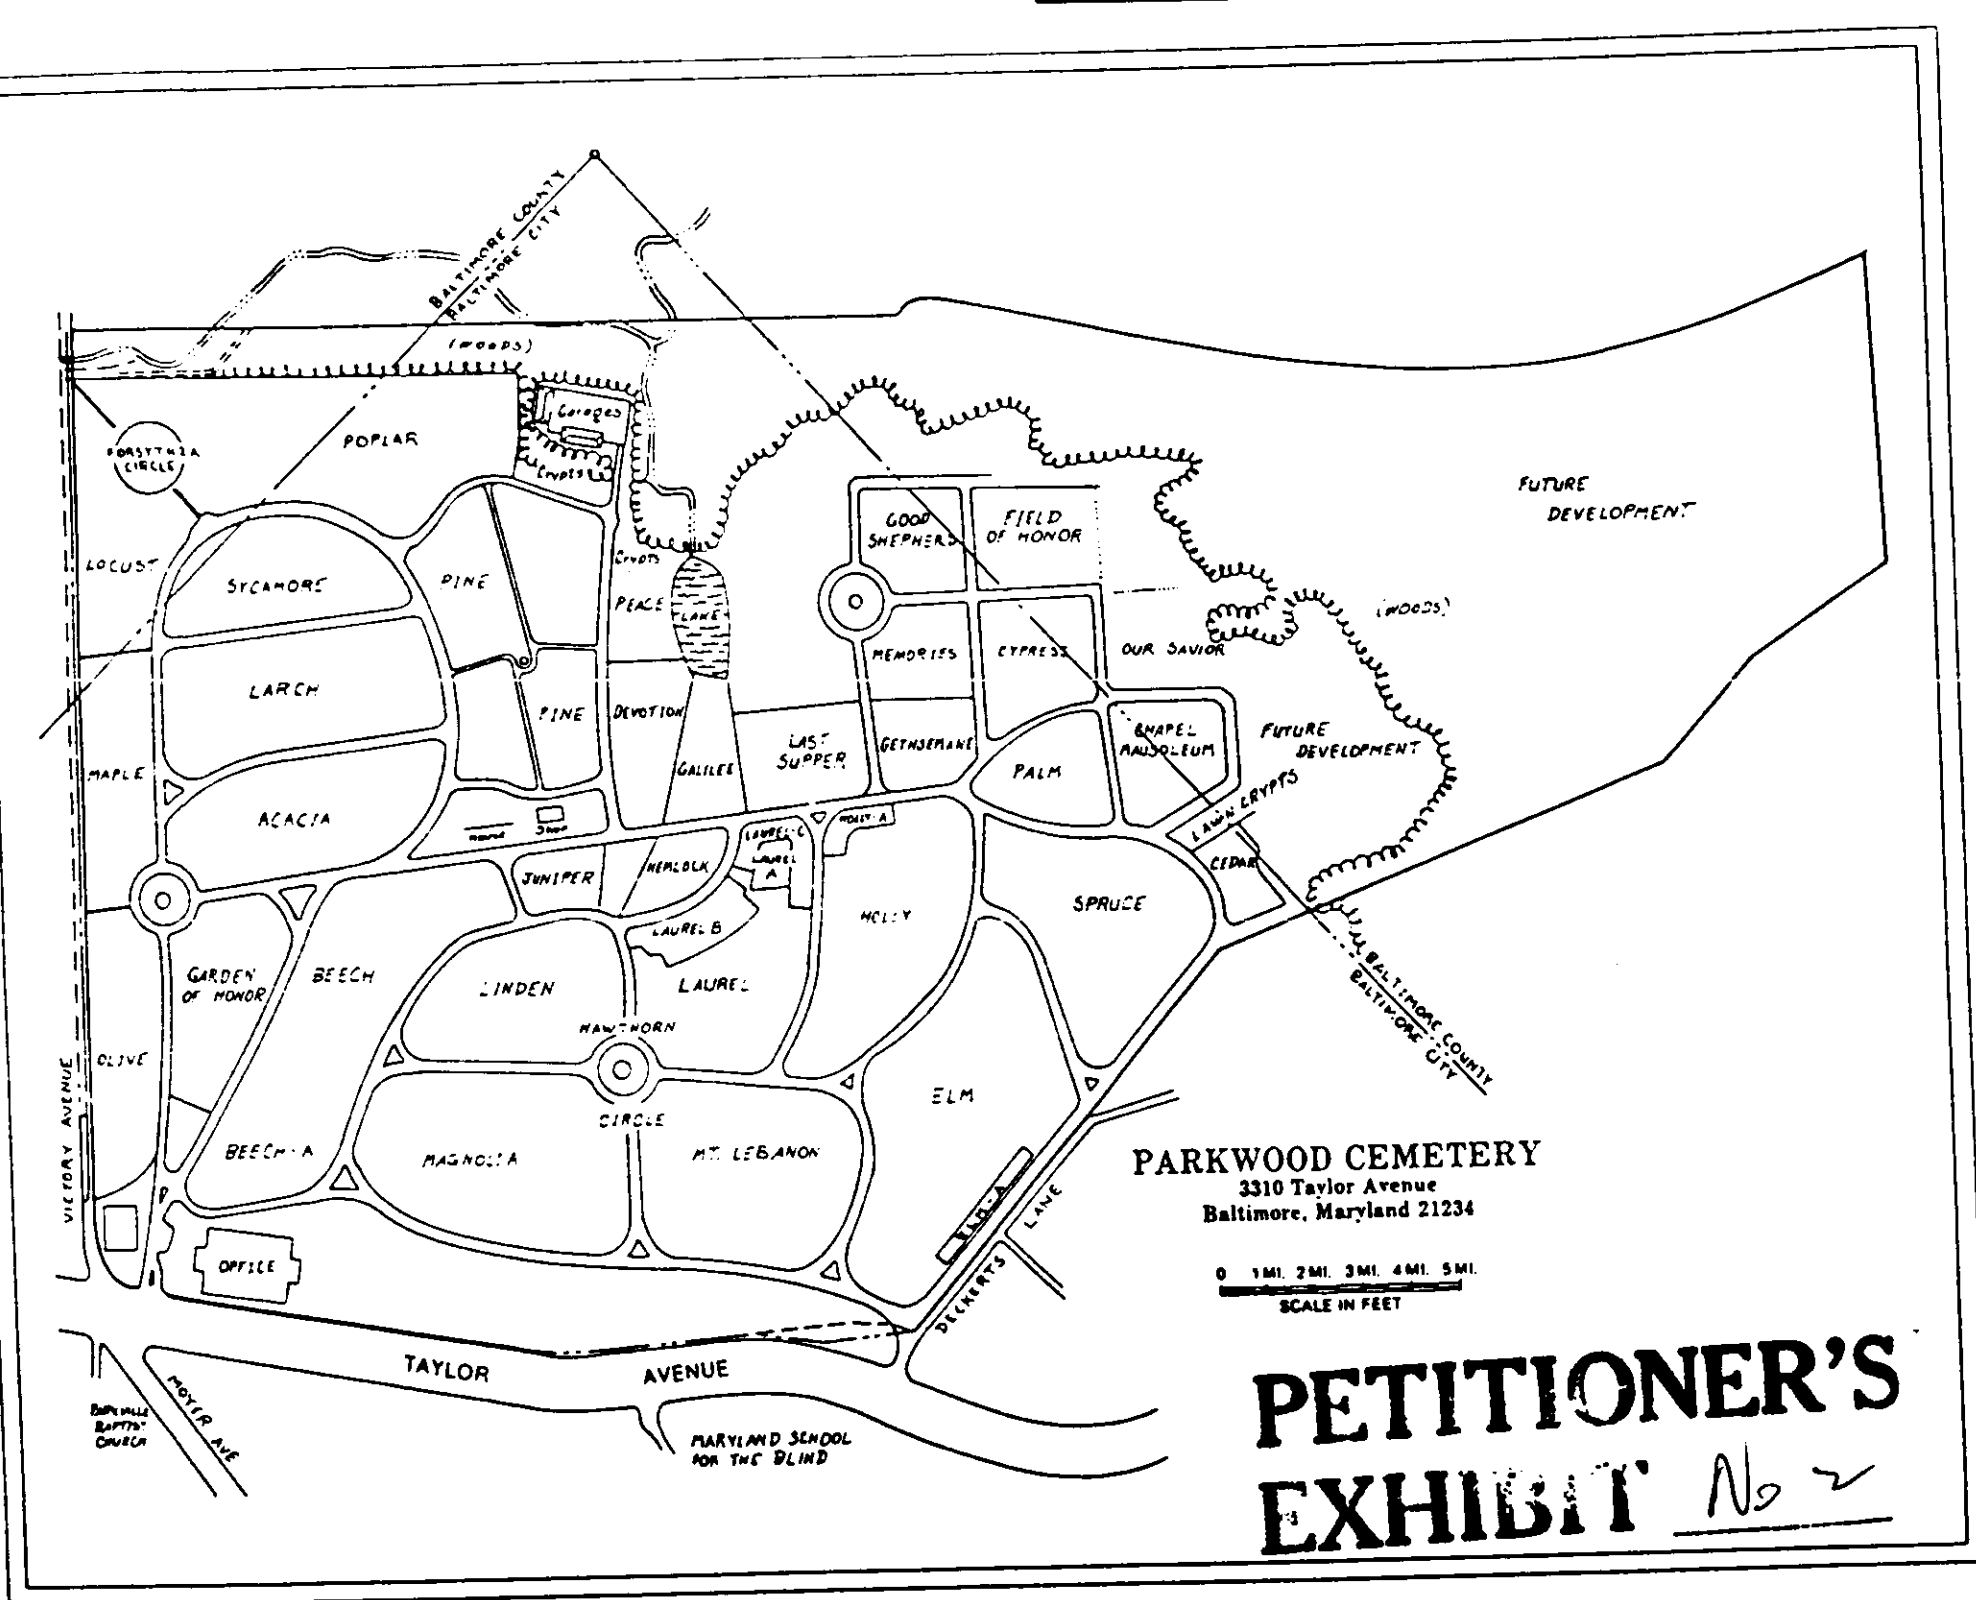 BALTIMORE COUNTY
BALTIMORE CITY
(WOODS)
Garages
POPLAR
FORSYTHIA
CIRCLE
Crypts
FUTURE
DEVELOPMENT
GOOD
SHEPHERD
FIELD
OF HONOR
LOCUST
SYCAMORE
PINE
Crypts
PEACE
LAKE
(WOODS)
MEMORIES
CYPRESS
OUR SAVIOR
LARCH
PINE
DEVOTION
LAST
SUPPER
GETHSEMANE
CHAPEL
MAUSOLEUM
FUTURE
DEVELOPMENT
MAPLE
GALILEE
PALM
ACACIA
LAWN CRYPTS
LAUREL-C
HOLLY-A
JUNIPER
HEMLOCK
LAUREL
A
CEDAR
SPRUCE
HOLLY
LAUREL B
GARDEN
OF HONOR
BEECH
LINDEN
LAUREL
HAWTHORN
CIRCLE
BALTIMORE COUNTY
BALTIMORE CITY
OLIVE
ELM
VICTORY AVENUE
BEECH-A
MAGNOLIA
MT. LEBANON
ELM-A
DECKERTS LANE
OFFICE
PARKWOOD CEMETERY
3310 Taylor Avenue
Baltimore, Maryland 21234
0 1MI. 2MI. 3MI. 4MI. 5MI.
SCALE IN FEET
TAYLOR AVENUE
MOYER AVE
PARKVILLE
BAPTIST
CHURCH
MARYLAND SCHOOL
FOR THE BLIND
PETITIONER'S
EXHIBIT No 2